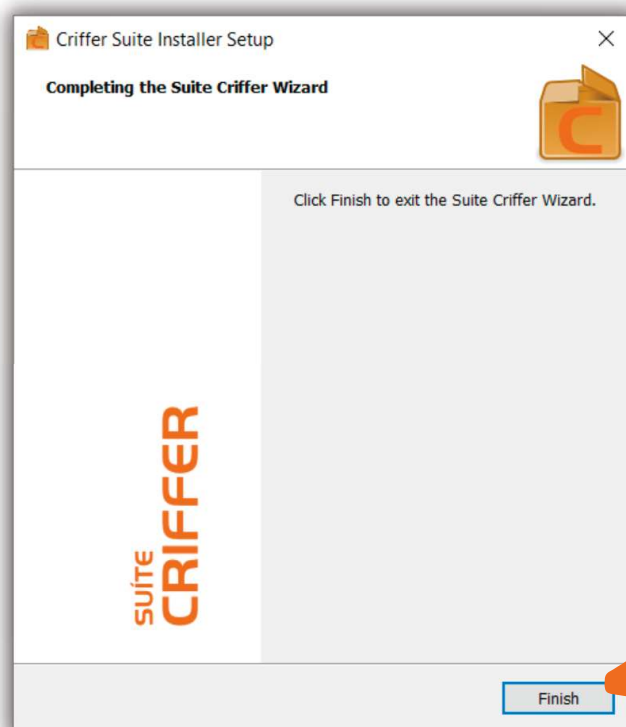 Criffer Suite Installer Setup
Completing the Suite Criffer Wizard
C
Click Finish to exit the Suite Criffer Wizard.
SUÍTE
CRIFFER
Finish